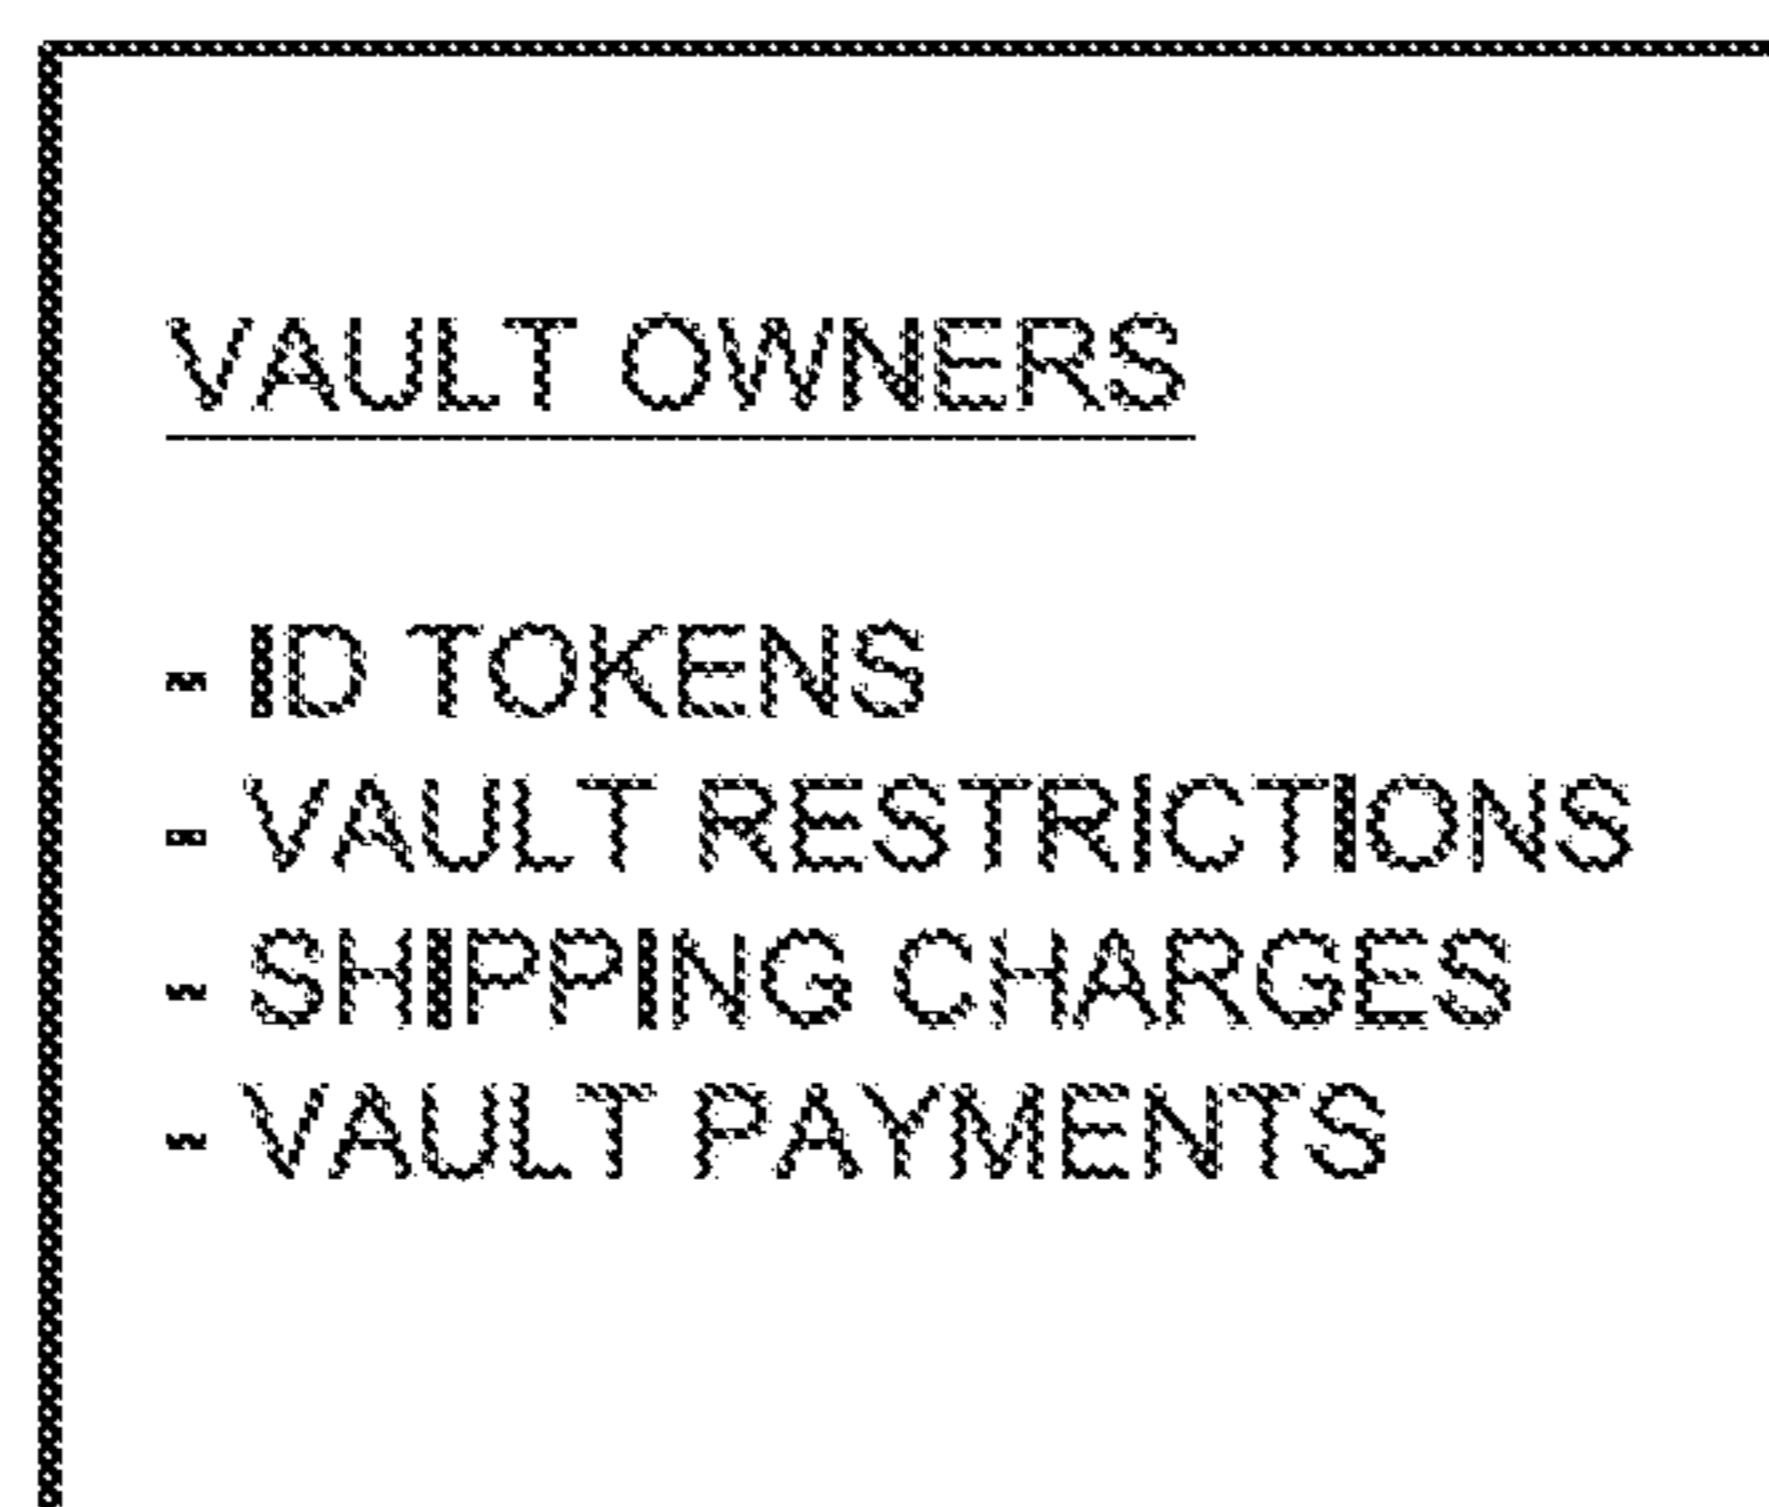 VAULT OWNERS
- ID TOKENS
- VAULT RESTRICTIONS
- SHIPPING CHARGES
- VAULT PAYMENTS